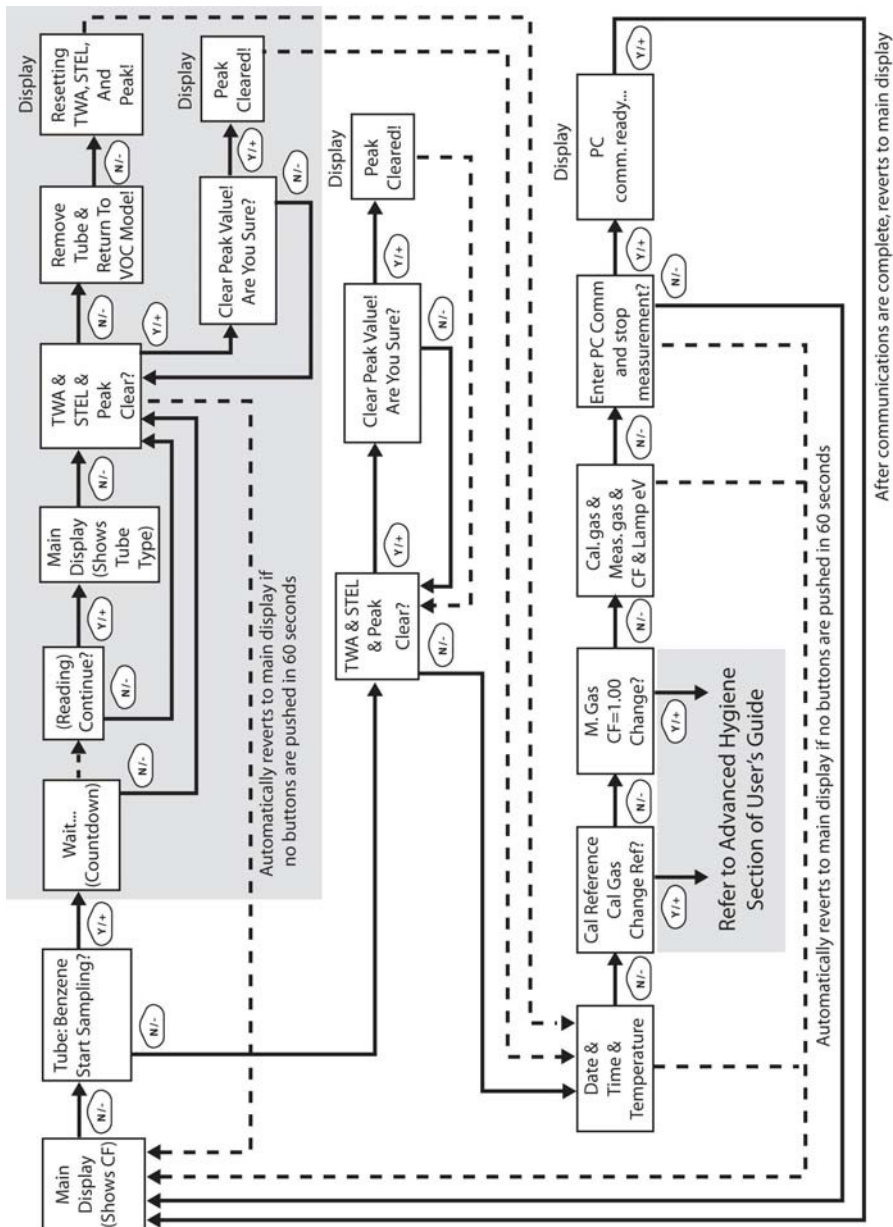 Main
Display
(Shows CF)
N/-
Tube: Benzene
Start Sampling?
Y/+
N/-
Wait...
(Countdown)
N/-
(Reading)
Continue?
Y/+
N/-
Main
Display
(Shows
Tube
Type)
N/-
TWA &
STEL &
Peak
Clear?
N/-
Y/+
Remove
Tube &
Return To
VOC Mode!
N/-
Display
Resetting
TWA, STEL,
And
Peak!
Clear Peak Value!
Are You Sure?
Y/+
N/-
Display
Peak
Cleared!
Automatically reverts to main display if
no buttons are pushed in 60 seconds
TWA & STEL
& Peak
Clear?
Y/+
N/-
Clear Peak Value!
Are You Sure?
Y/+
N/-
Display
Peak
Cleared!
Date &
Time &
Temperature
N/-
Cal Reference
Cal Gas
Change Ref?
N/-
Y/+
M. Gas
CF=1.00
Change?
N/-
Y/+
Cal. gas &
Meas. gas &
CF & Lamp eV
N/-
Enter PC Comm
and stop
measurement?
Y/+
N/-
Display
PC
comm. ready...
Y/+
Refer to Advanced Hygiene
Section of User's Guide
Automatically reverts to main display if no buttons are pushed in 60 seconds
After communications are complete, reverts to main display